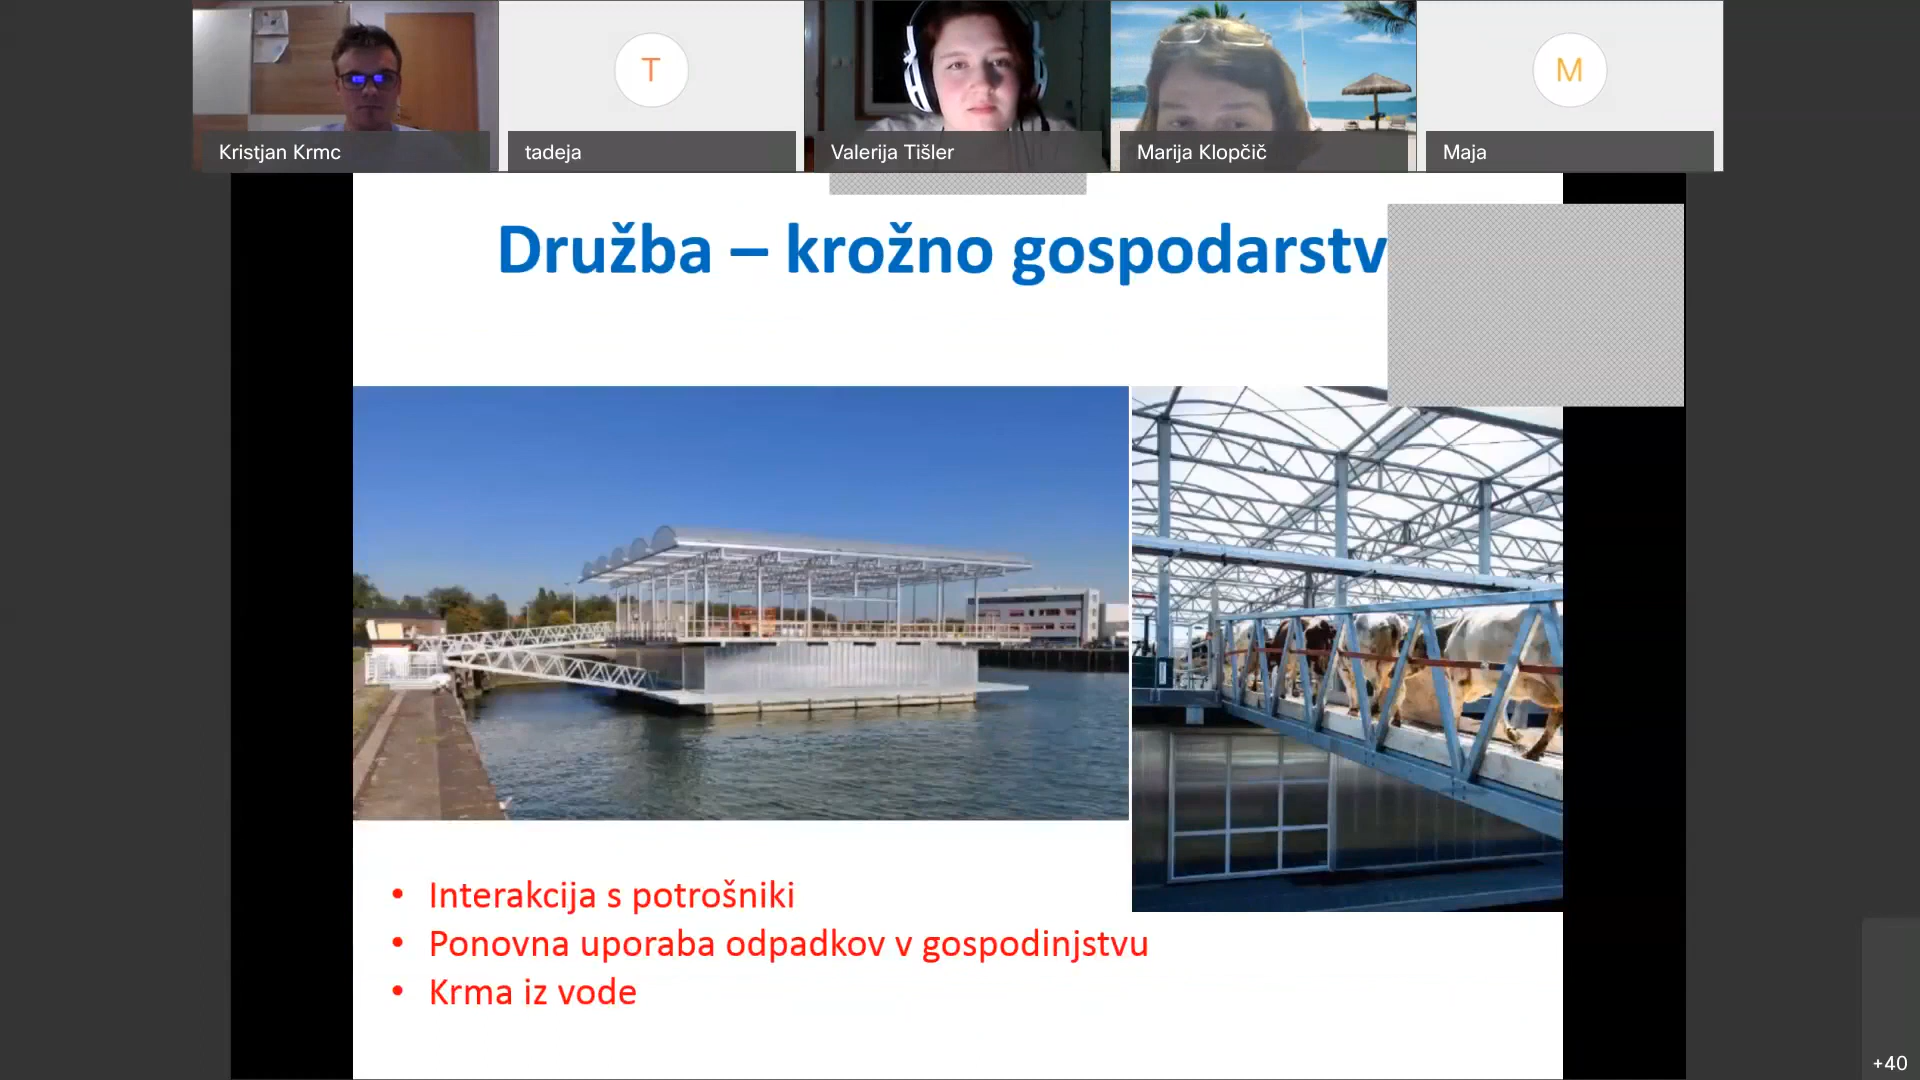 T
M
Kristjan Krmc
tadeja
Valerija Tišler
Marija Klopčič
Maja
Družba – krožno gospodarstv
• Interakcija s potrošniki
• Ponovna uporaba odpadkov v gospodinjstvu
• Krma iz vode
+40